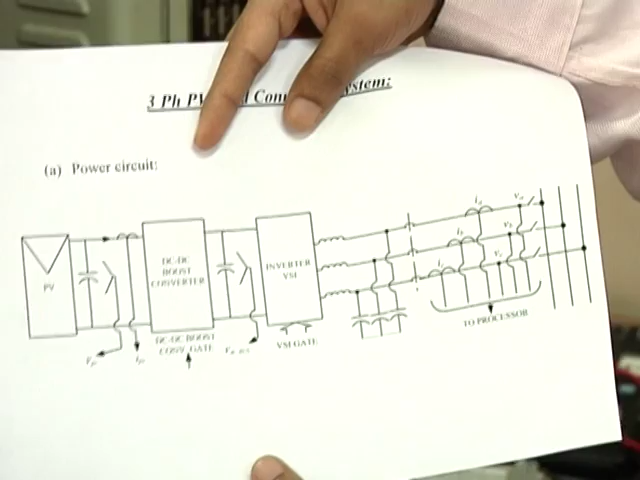 3 Ph PV ystem:
(a) Power circuit:
PV
DC-DC
BOOST
CONVERTER
INVERTER
VSI
DC-DC BOOST
CONV GATE
VSI GATE
TO PROCESSOR